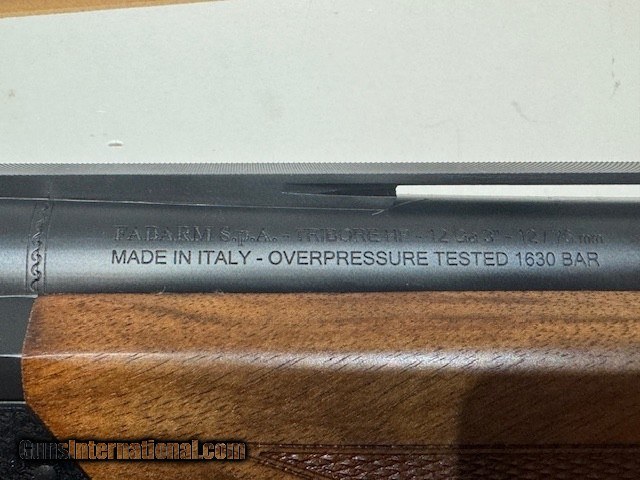 FABARM S.p.A. - TRIBORE HP - 12 Ga 3" - 12 / 76 mm
MADE IN ITALY - OVERPRESSURE TESTED 1630 BAR
GunsInternational.com